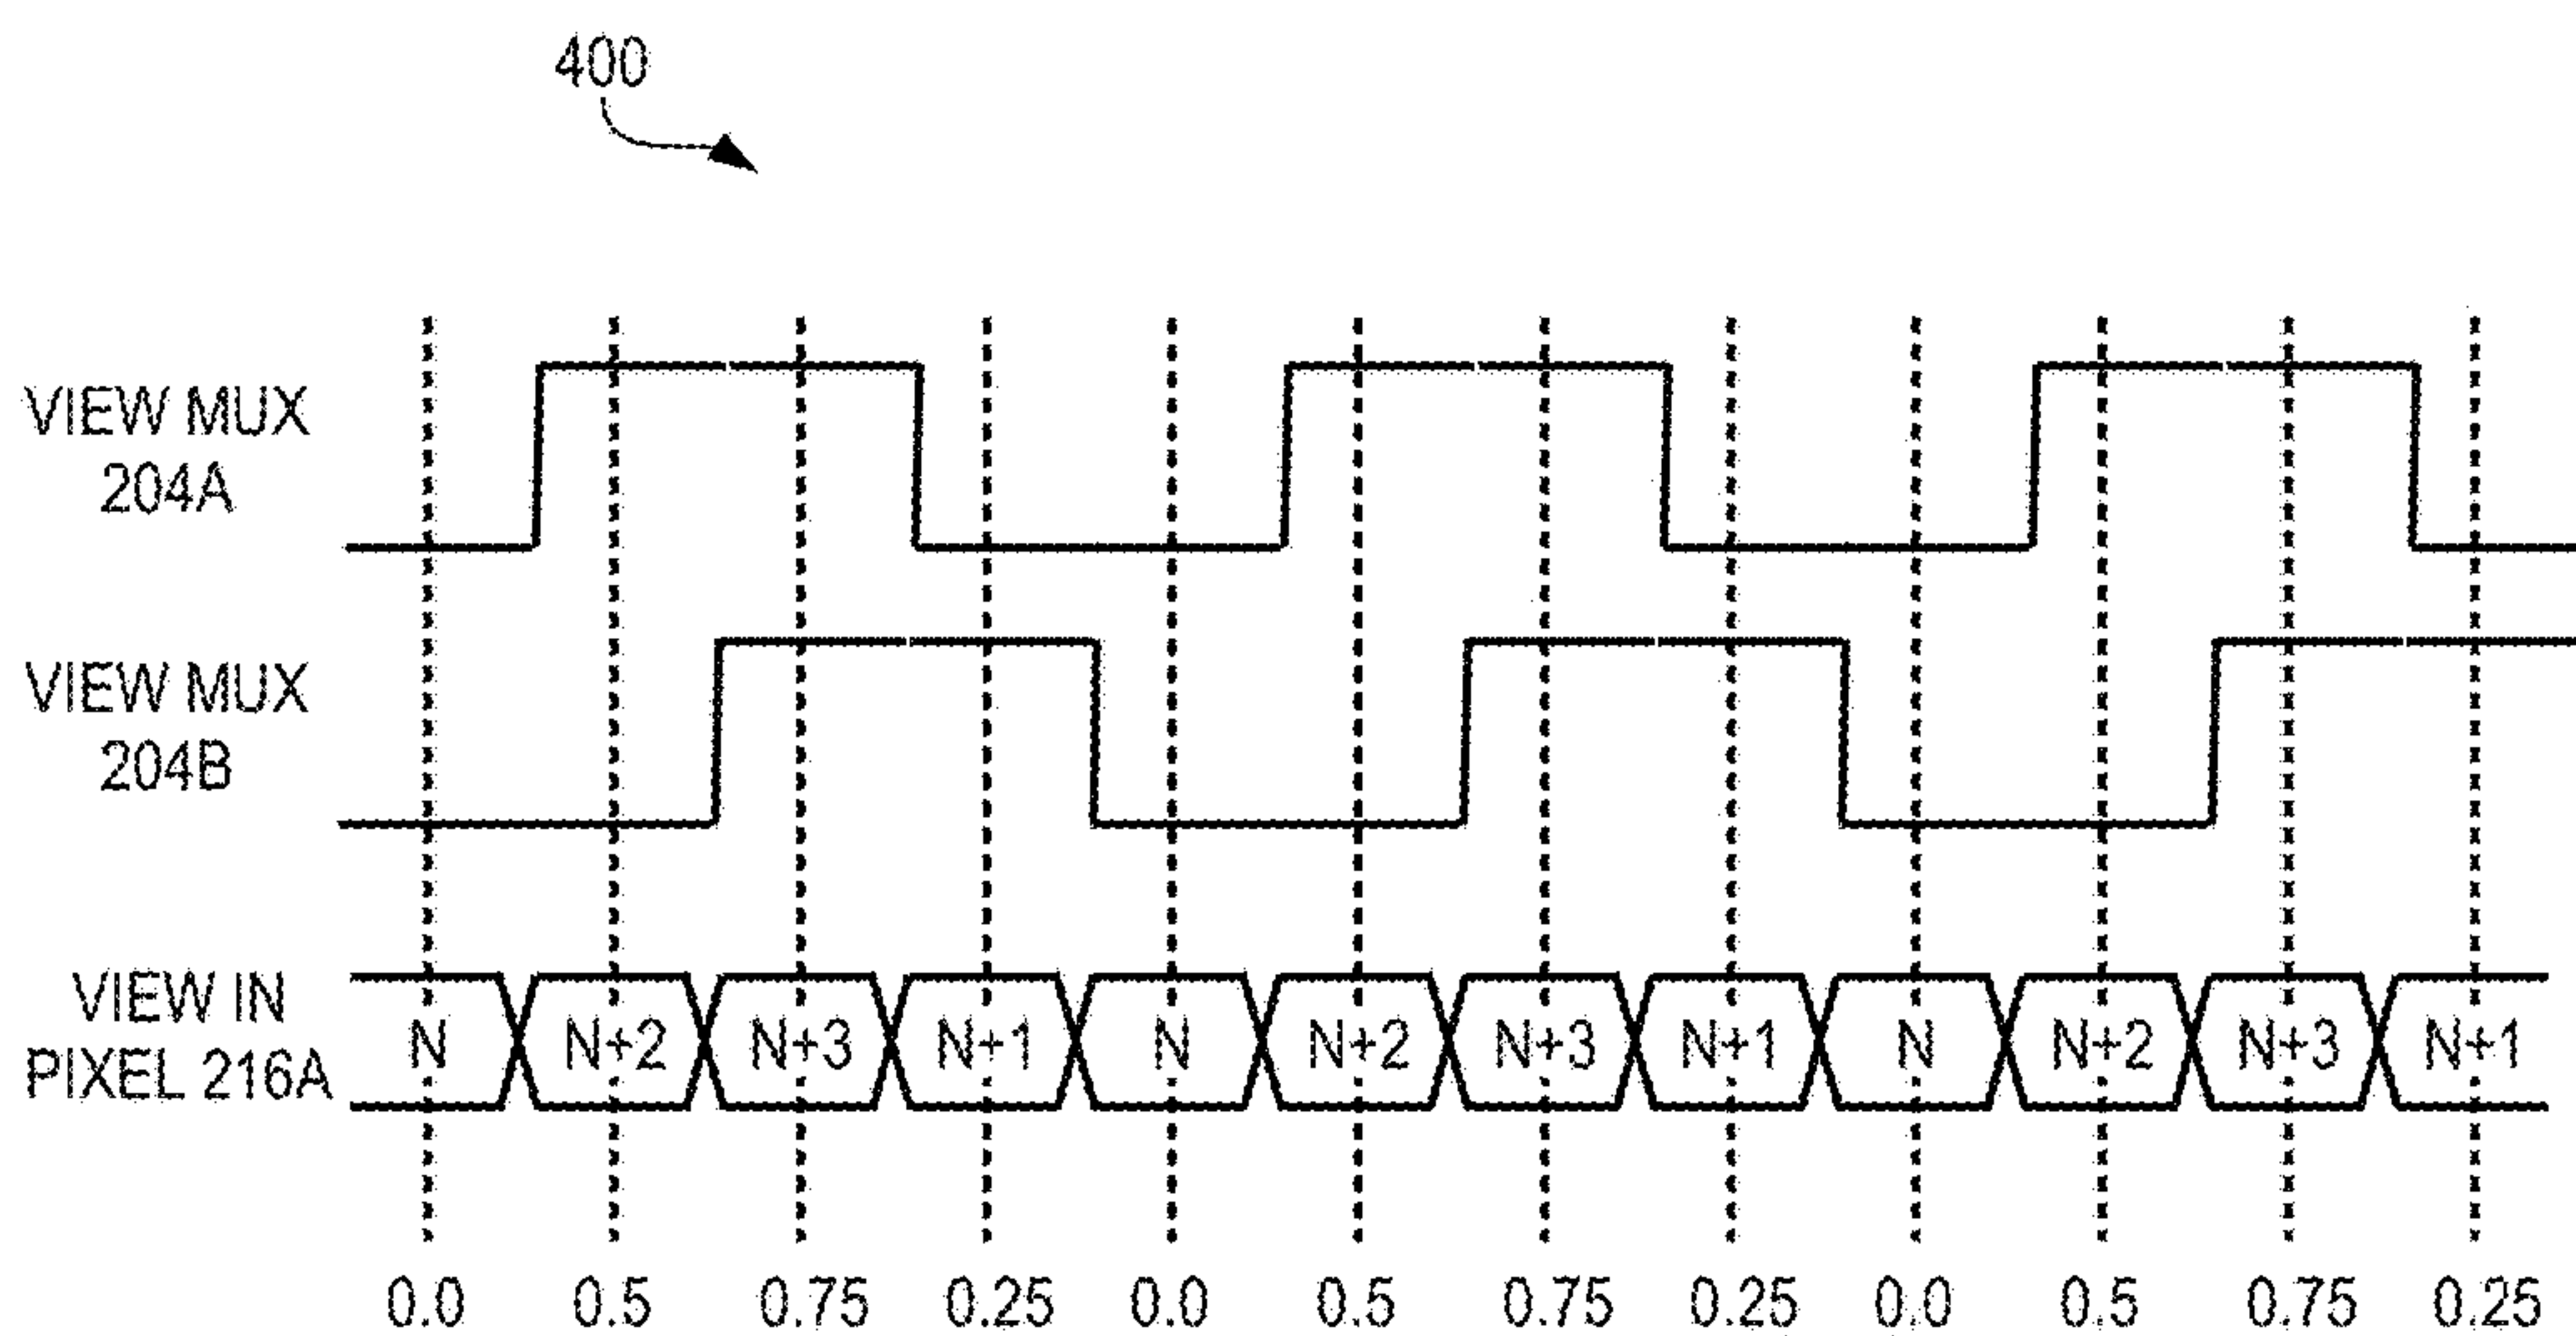 400
VIEW MUX
204A
VIEW MUX
204B
VIEW IN
PIXEL 216A
N N+2 N+3 N+1 N N+2 N+3 N+1 N N+2 N+3 N+1
0.0 0.5 0.75 0.25 0.0 0.5 0.75 0.25 0.0 0.5 0.75 0.25